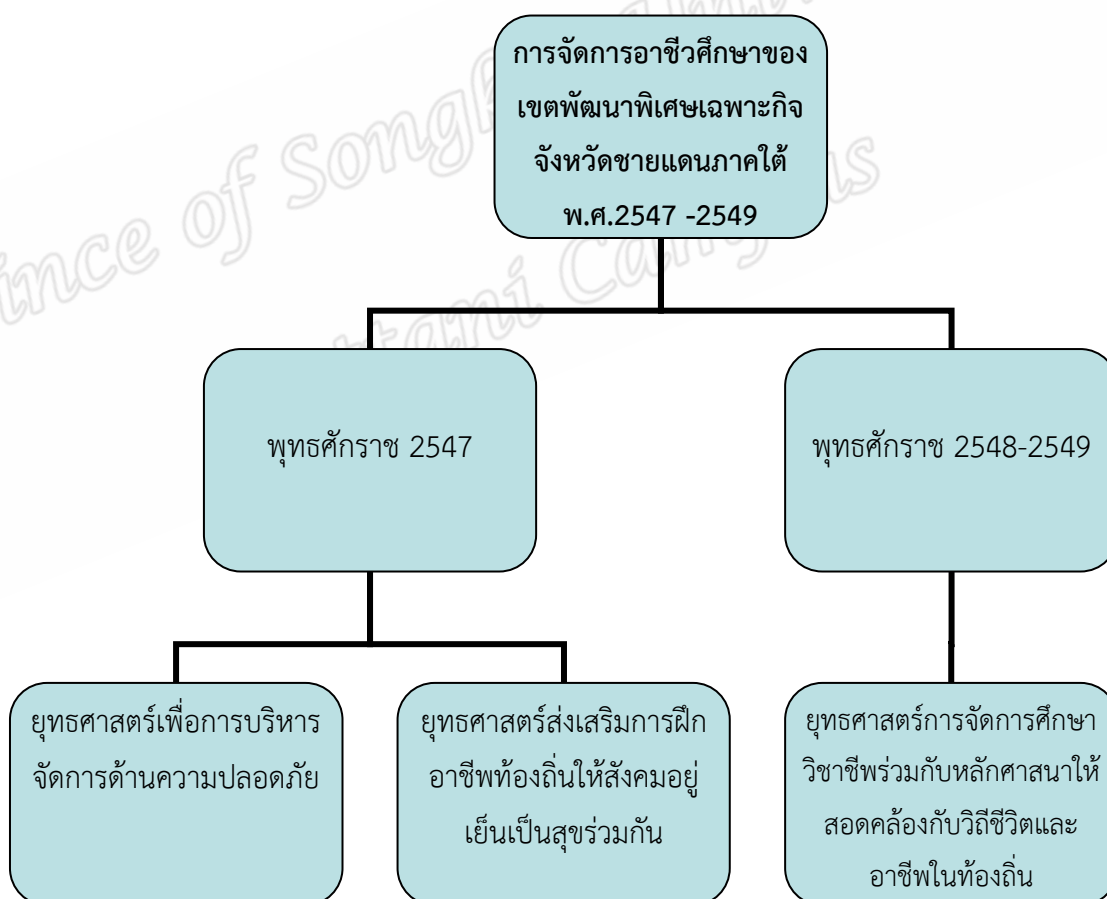 การจัดการอาชีวศึกษาของ
เขตพัฒนาพิเศษเฉพาะกิจ
จังหวัดชายแดนภาคใต้
พ.ศ.2547 -2549
พุทธศักราช 2547
พุทธศักราช 2548-2549
ยุทธศาสตร์เพื่อการบริหาร
จัดการด้านความปลอดภัย
ยุทธศาสตร์ส่งเสริมการฝึก
อาชีพท้องถิ่นให้สังคมอยู่
เย็นเป็นสุขร่วมกัน
ยุทธศาสตร์การจัดการศึกษา
วิชาชีพร่วมกับหลักศาสนาให้
สอดคล้องกับวิถีชีวิตและ
อาชีพในท้องถิ่น
of